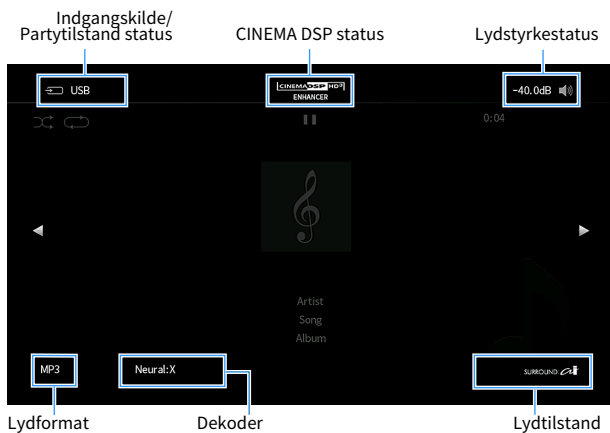 Indgangskilde/
Partytilstand status
CINEMA DSP status
Lydstyrkestatus
USB
CINEMA DSP HD³
ENHANCER
-40.0dB
0:04
Artist
Song
Album
MP3
Neural:X
SURROUND: AI
Lydformat
Dekoder
Lydtilstand